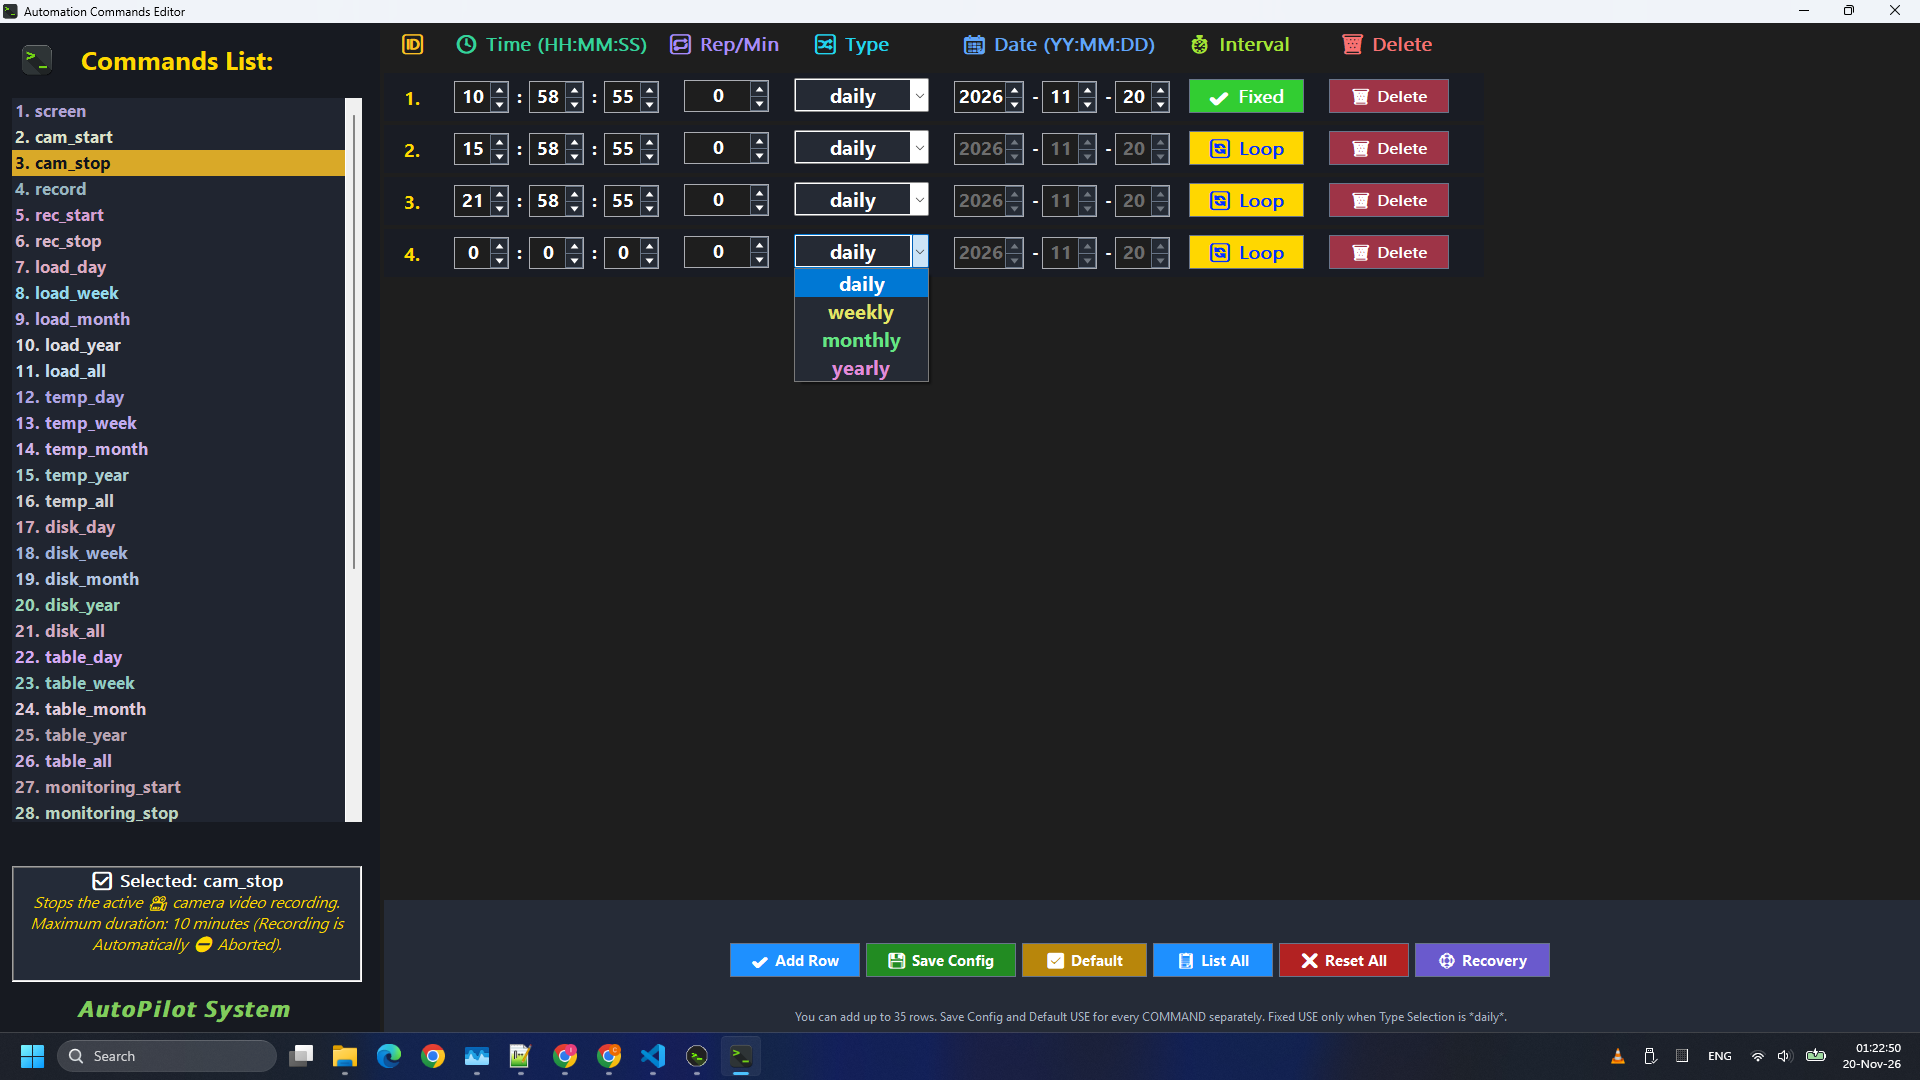 Automation Commands Editor
Commands List:
ID Time (HH:MM:SS) Rep/Min Type Date (YY:MM:DD) Interval Delete
1. 10 : 58 : 55 0 daily 2026 - 11 - 20 Fixed Delete
2. 15 : 58 : 55 0 daily 2026 - 11 - 20 Loop Delete
3. 21 : 58 : 55 0 daily 2026 - 11 - 20 Loop Delete
4. 0 : 0 : 0 0 daily 2026 - 11 - 20 Loop Delete
daily
weekly
monthly
yearly
1. screen
2. cam_start
3. cam_stop
4. record
5. rec_start
6. rec_stop
7. load_day
8. load_week
9. load_month
10. load_year
11. load_all
12. temp_day
13. temp_week
14. temp_month
15. temp_year
16. temp_all
17. disk_day
18. disk_week
19. disk_month
20. disk_year
21. disk_all
22. table_day
23. table_week
24. table_month
25. table_year
26. table_all
27. monitoring_start
28. monitoring_stop
Selected: cam_stop
Stops the active camera video recording.
Maximum duration: 10 minutes (Recording is
Automatically Aborted).
AutoPilot System
Add Row Save Config Default List All Reset All Recovery
You can add up to 35 rows. Save Config and Default USE for every COMMAND separately. Fixed USE only when Type Selection is *daily*.
Search
ENG
01:22:50
20-Nov-26